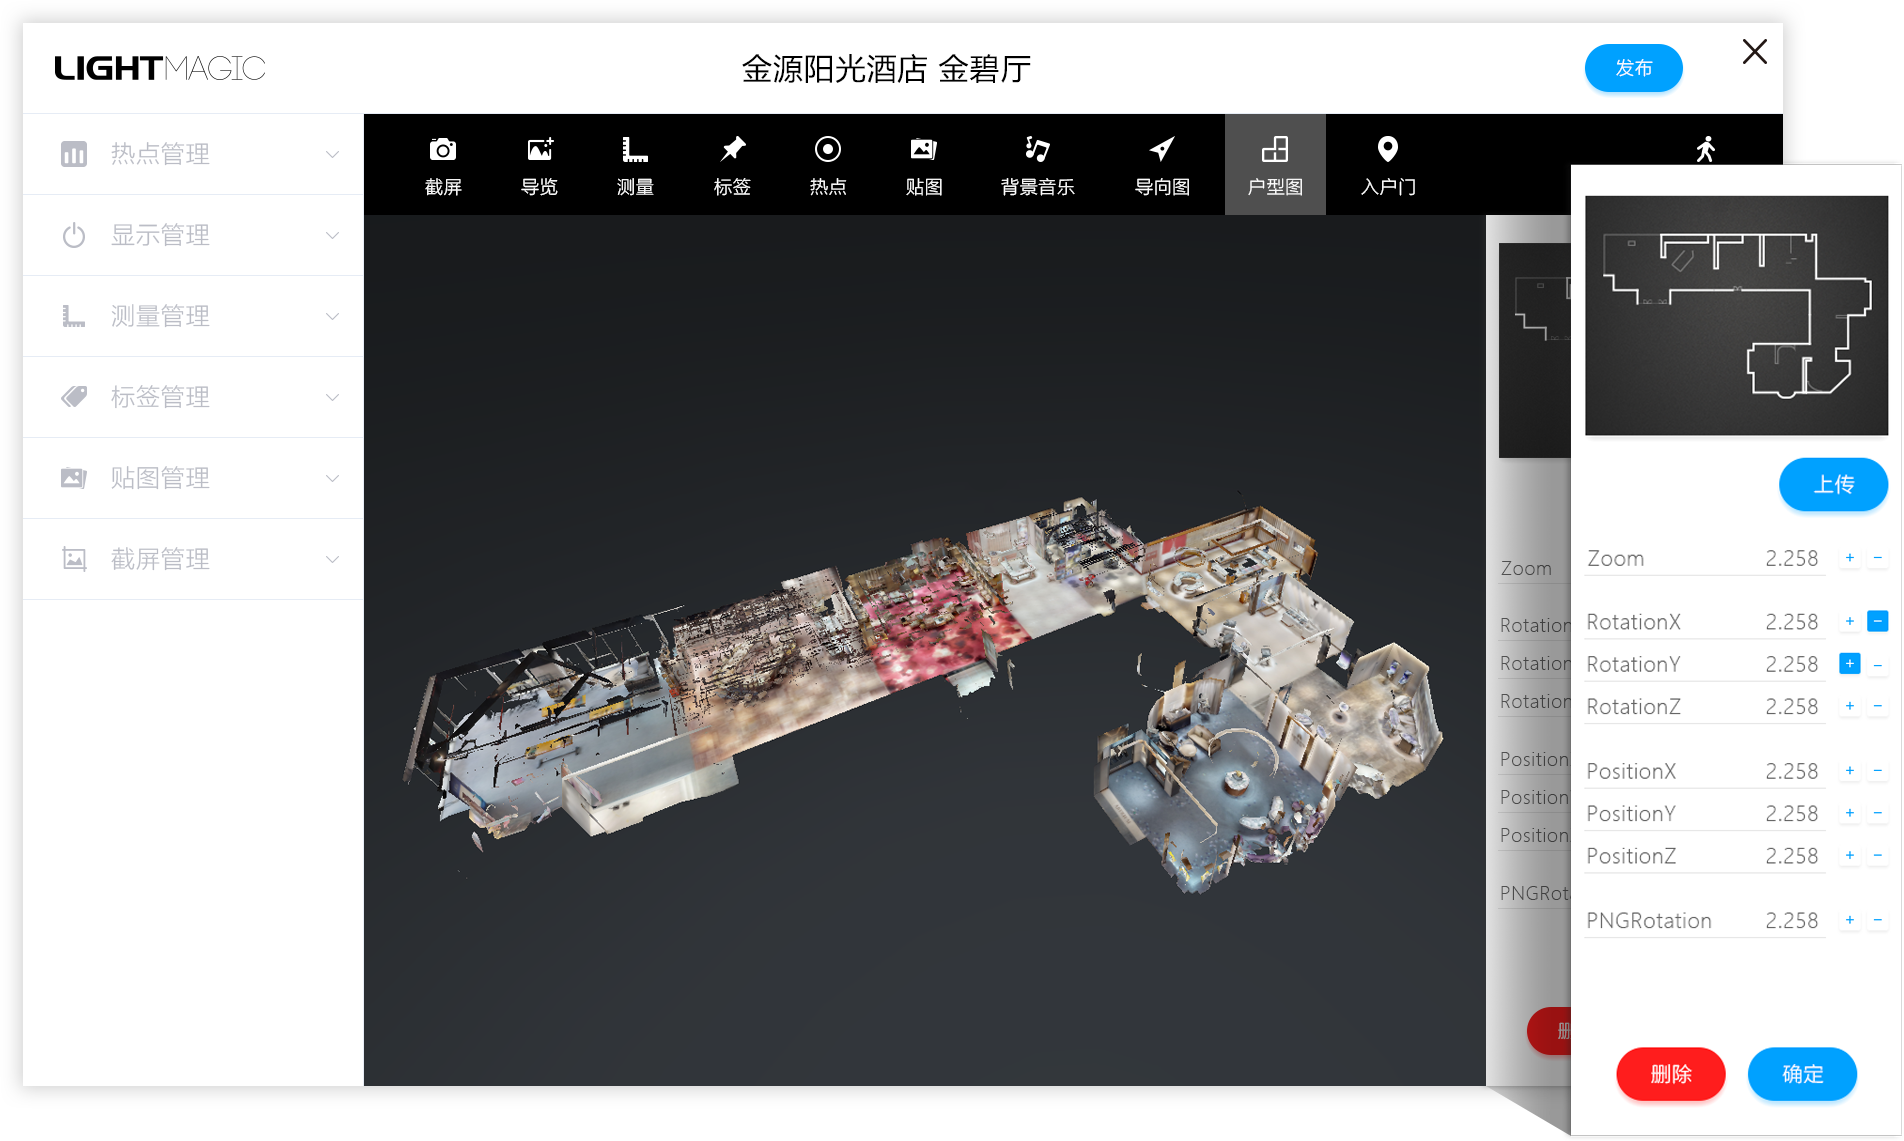 LIGHTMAGIC
金源阳光酒店 金碧厅
发布
热点管理
显示管理
测量管理
标签管理
贴图管理
截屏管理
截屏 导览 测量 标签 热点 贴图 背景音乐 导向图 户型图 入户门
Zoom
Rotation
Rotation
Rotation
Position
Position
Position
PNGRot
删
上传
Zoom 2.258 + −
RotationX 2.258 + −
RotationY 2.258 + −
RotationZ 2.258 + −
PositionX 2.258 + −
PositionY 2.258 + −
PositionZ 2.258 + −
PNGRotation 2.258 + −
删除 确定